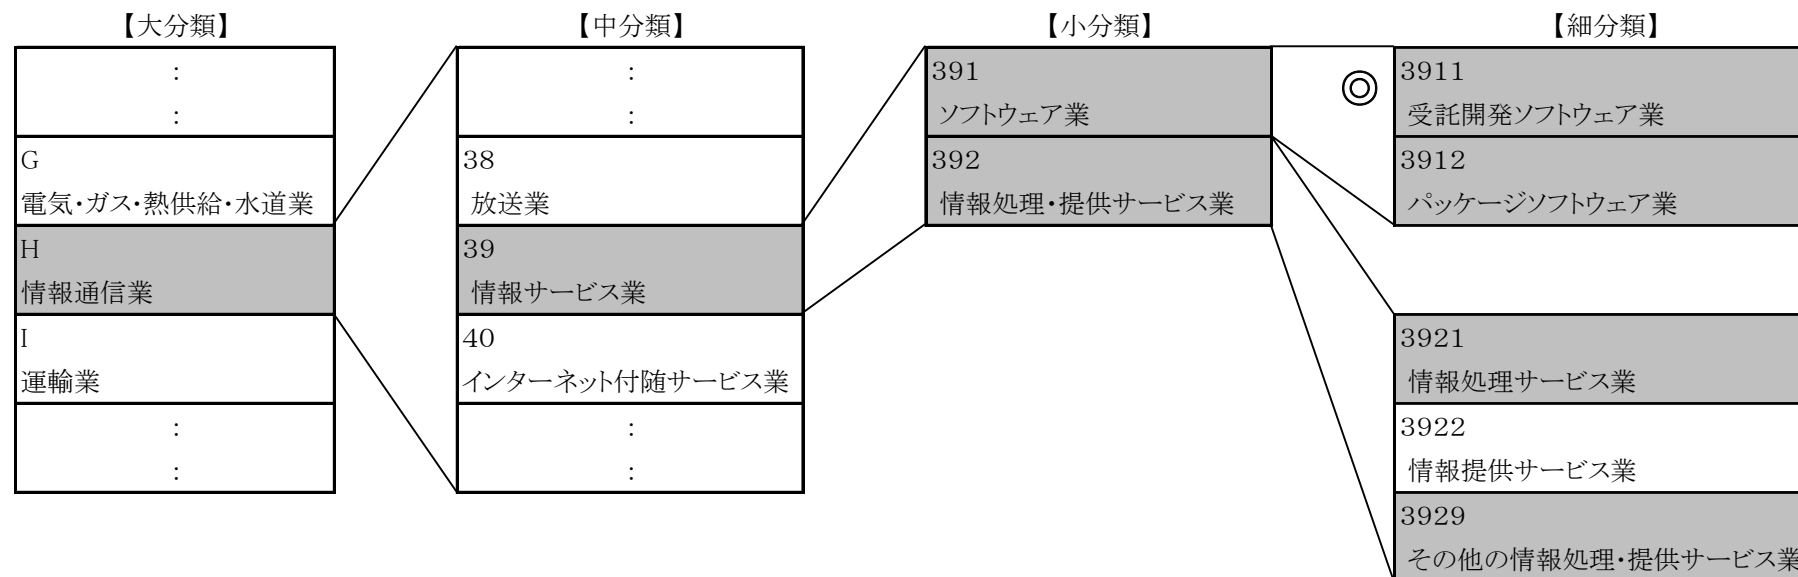 【大分類】
:
:
G
電気・ガス・熱供給・水道業
H
情報通信業
I
運輸業
:
:
【中分類】
:
:
38
放送業
39
情報サービス業
40
インターネット付随サービス業
:
:
【小分類】
391
ソフトウェア業
392
情報処理・提供サービス業
【細分類】
◎
3911
受託開発ソフトウェア業
3912
パッケージソフトウェア業
3921
情報処理サービス業
3922
情報提供サービス業
3929
その他の情報処理・提供サービス業